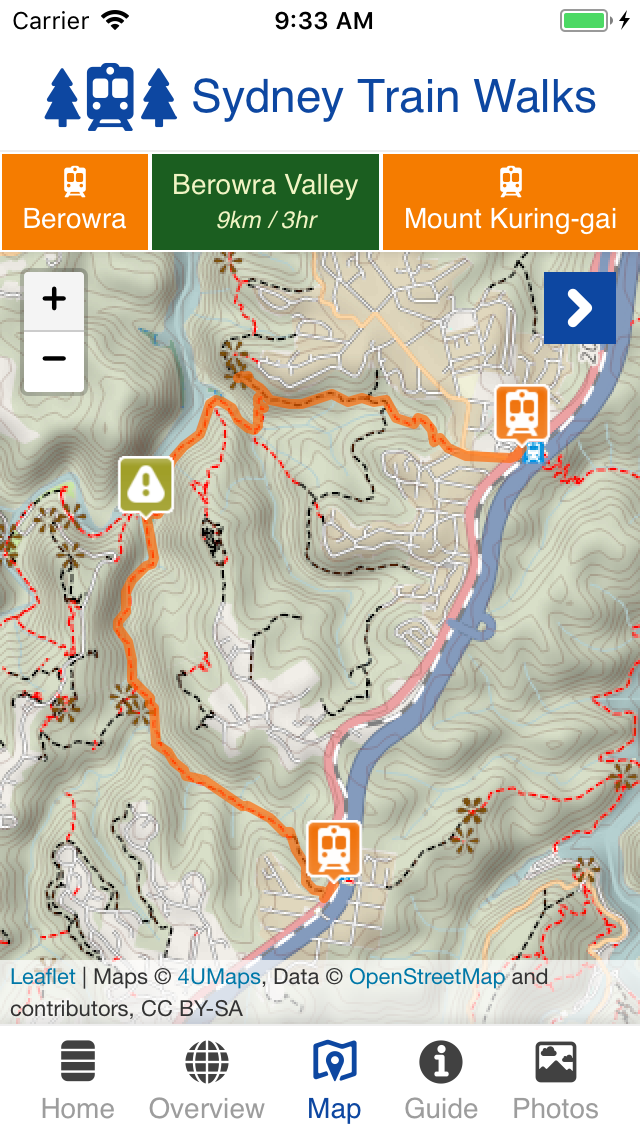 Carrier 9:33 AM
Sydney Train Walks
Berowra
Berowra Valley
9km / 3hr
Mount Kuring-gai
+
−
Leaflet | Maps © 4UMaps, Data © OpenStreetMap and
contributors, CC BY-SA
Home Overview Map Guide Photos